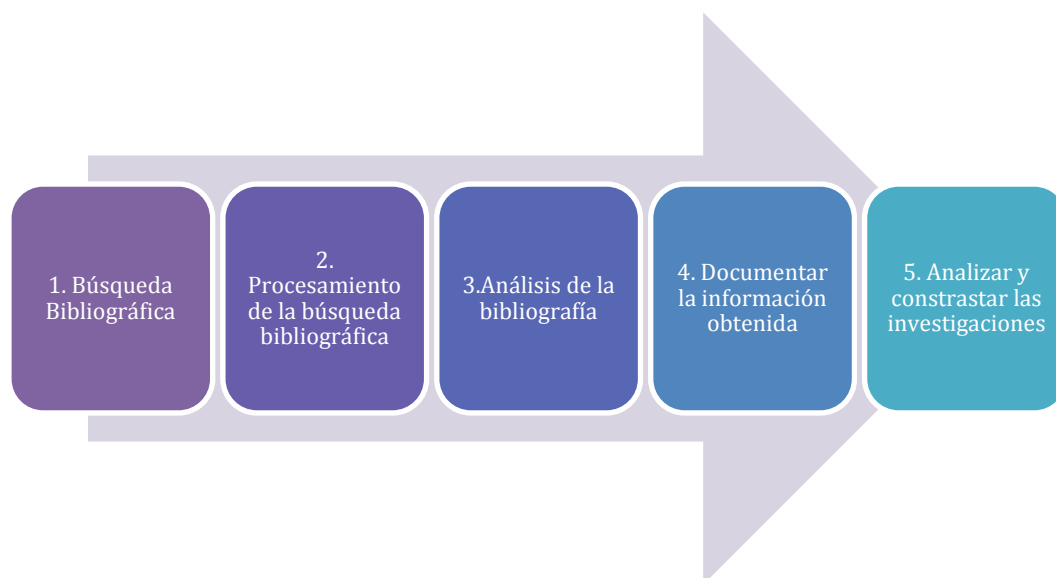 1. Búsqueda
Bibliográfica
2.
Procesamiento
de la búsqueda
bibliográfica
3.Análisis de la
bibliografía
4. Documentar
la información
obtenida
5. Analizar y
constrastar las
investigaciones